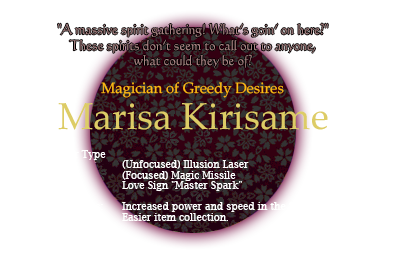 "A massive spirit gathering! What's goin' on here?"
These spirits don't seem to call out to anyone,
what could they be of?
Magician of Greedy Desires
Marisa Kirisame
Type
(Unfocused) Illusion Laser
(Focused) Magic Missile
Love Sign "Master Spark"
Increased power and speed in the
Easier item collection.